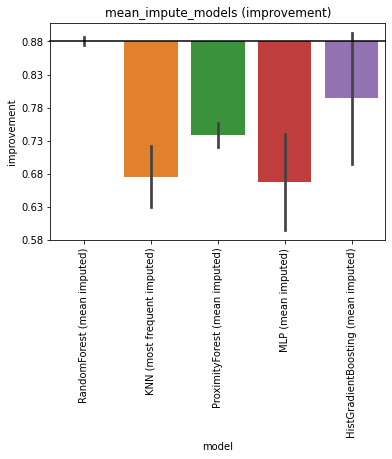 mean_impute_models (improvement)
0.88
0.83
0.78
0.73
0.68
0.63
0.58
improvement
RandomForest (mean imputed)
KNN (most frequent imputed)
ProximityForest (mean imputed)
MLP (mean imputed)
HistGradientBoosting (mean imputed)
model